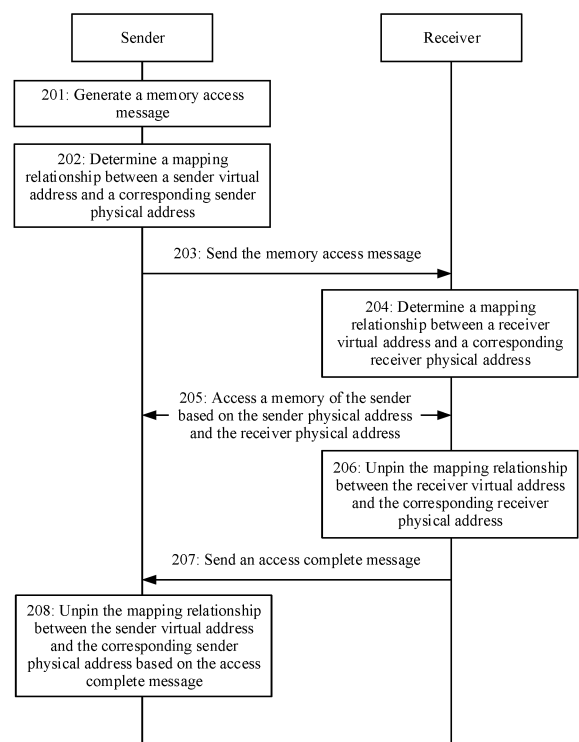 Sender
Receiver
201: Generate a memory access
message
202: Determine a mapping
relationship between a sender virtual
address and a corresponding sender
physical address
203: Send the memory access message
204: Determine a mapping
relationship between a receiver
virtual address and a corresponding
receiver physical address
205: Access a memory of the sender
based on the sender physical address
and the receiver physical address
206: Unpin the mapping relationship
between the receiver virtual address
and the corresponding receiver
physical address
207: Send an access complete message
208: Unpin the mapping relationship
between the sender virtual address
and the corresponding sender
physical address based on the access
complete message